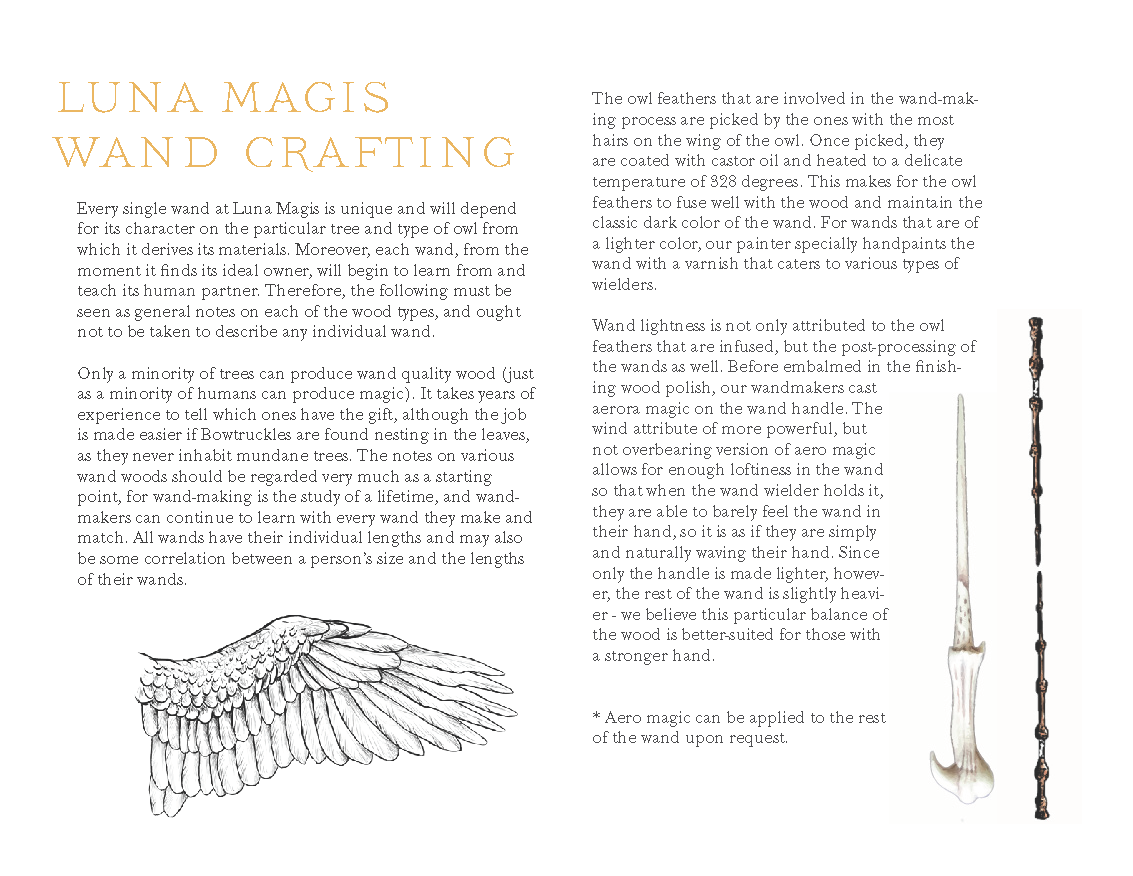 LUNA MAGIS
WAND CRAFTING
Every single wand at Luna Magis is unique and will depend
for its character on the particular tree and type of owl from
which it derives its materials. Moreover, each wand, from the
moment it finds its ideal owner, will begin to learn from and
teach its human partner. Therefore, the following must be
seen as general notes on each of the wood types, and ought
not to be taken to describe any individual wand.
Only a minority of trees can produce wand quality wood (just
as a minority of humans can produce magic). It takes years of
experience to tell which ones have the gift, although the job
is made easier if Bowtruckles are found nesting in the leaves,
as they never inhabit mundane trees. The notes on various
wand woods should be regarded very much as a starting
point, for wand-making is the study of a lifetime, and wand-
makers can continue to learn with every wand they make and
match. All wands have their individual lengths and may also
be some correlation between a person's size and the lengths
of their wands.
The owl feathers that are involved in the wand-mak-
ing process are picked by the ones with the most
hairs on the wing of the owl. Once picked, they
are coated with castor oil and heated to a delicate
temperature of 328 degrees. This makes for the owl
feathers to fuse well with the wood and maintain the
classic dark color of the wand. For wands that are of
a lighter color, our painter specially handpaints the
wand with a varnish that caters to various types of
wielders.
Wand lightness is not only attributed to the owl
feathers that are infused, but the post-processing of
the wands as well. Before embalmed in the finish-
ing wood polish, our wandmakers cast
aerora magic on the wand handle. The
wind attribute of more powerful, but
not overbearing version of aero magic
allows for enough loftiness in the wand
so that when the wand wielder holds it,
they are able to barely feel the wand in
their hand, so it is as if they are simply
and naturally waving their hand. Since
only the handle is made lighter, howev-
er, the rest of the wand is slightly heavi-
er - we believe this particular balance of
the wood is better-suited for those with
a stronger hand.
* Aero magic can be applied to the rest
of the wand upon request.